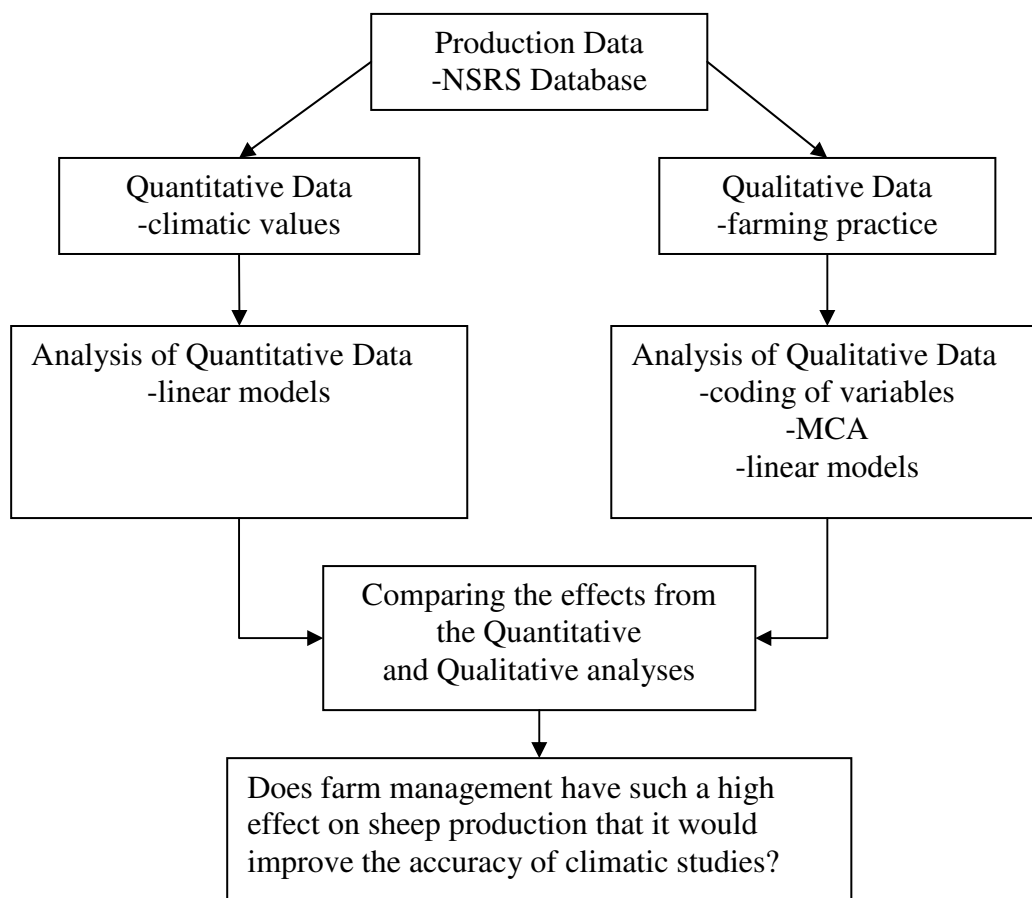 Production Data
-NSRS Database
Quantitative Data
-climatic values
Qualitative Data
-farming practice
Analysis of Quantitative Data
-linear models
Analysis of Qualitative Data
-coding of variables
-MCA
-linear models
Comparing the effects from
the Quantitative
and Qualitative analyses
Does farm management have such a high
effect on sheep production that it would
improve the accuracy of climatic studies?